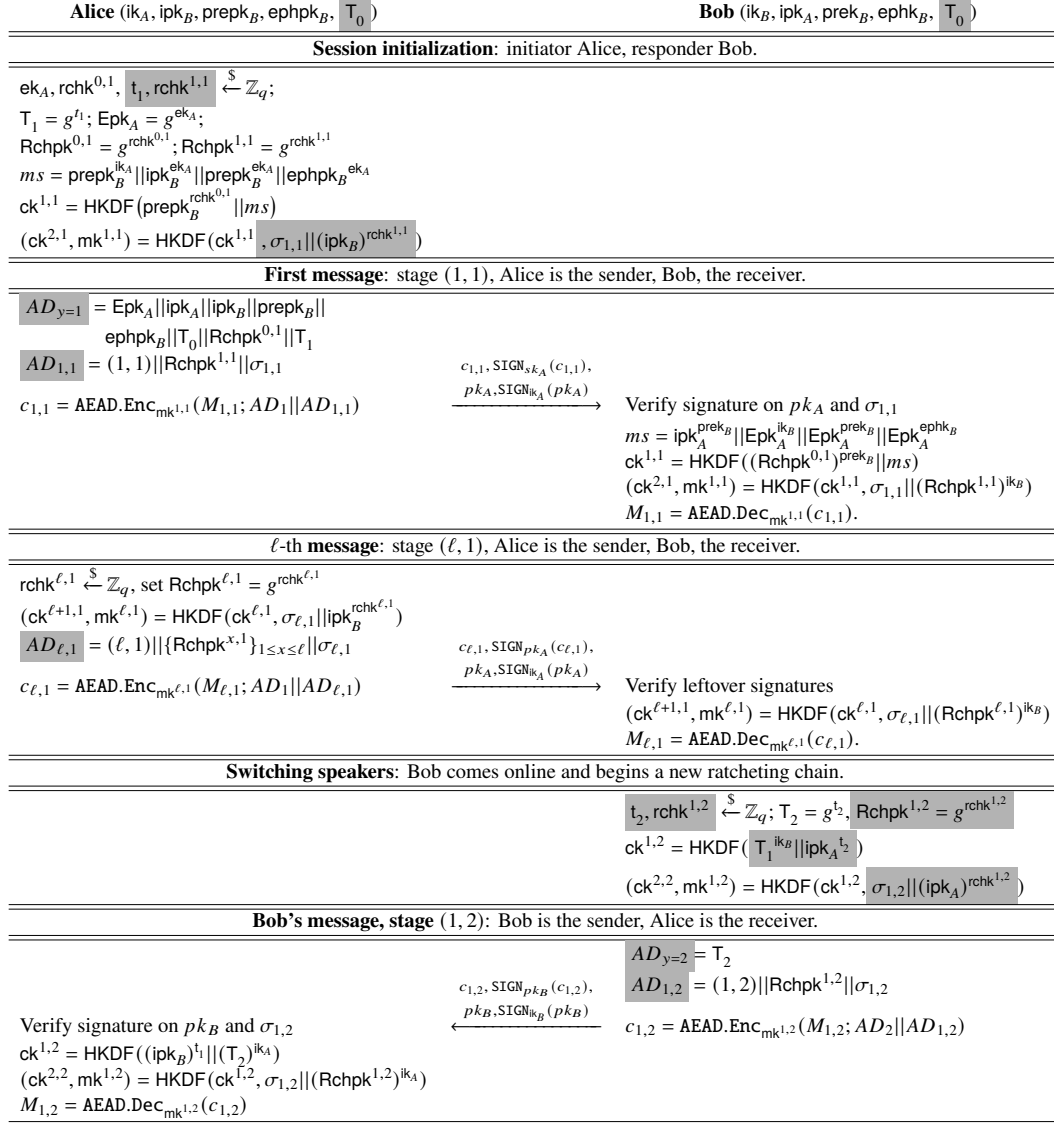 Alice (ik_A, ipk_B, prepk_B, ephpk_B, T_0)
Bob (ik_B, ipk_A, prek_B, ephk_B, T_0)
Session initialization: initiator Alice, responder Bob.
ek_A, rchk^{0,1}, t_1, rchk^{1,1} $← ℤ_q;
T_1 = g^{t_1}; Epk_A = g^{ek_A};
Rchpk^{0,1} = g^{rchk^{0,1}}; Rchpk^{1,1} = g^{rchk^{1,1}}
ms = prepk_B^{ik_A}||ipk_B^{ek_A}||prepk_B^{ek_A}||ephpk_B^{ek_A}
ck^{1,1} = HKDF(prepk_B^{rchk^{0,1}}||ms)
(ck^{2,1}, mk^{1,1}) = HKDF(ck^{1,1}, σ_{1,1}||(ipk_B)^{rchk^{1,1}})
First message: stage (1, 1), Alice is the sender, Bob, the receiver.
AD_{y=1} = Epk_A||ipk_A||ipk_B||prepk_B||
ephpk_B||T_0||Rchpk^{0,1}||T_1
AD_{1,1} = (1, 1)||Rchpk^{1,1}||σ_{1,1}
c_{1,1} = AEAD.Enc_{mk^{1,1}}(M_{1,1}; AD_1||AD_{1,1})
c_{1,1}, SIGN_{sk_A}(c_{1,1}),
pk_A,SIGN_{ik_A}(pk_A)
Verify signature on pk_A and σ_{1,1}
ms = ipk_A^{prek_B}||Epk_A^{ik_B}||Epk_A^{prek_B}||Epk_A^{ephk_B}
ck^{1,1} = HKDF((Rchpk^{0,1})^{prek_B}||ms)
(ck^{2,1}, mk^{1,1}) = HKDF(ck^{1,1}, σ_{1,1}||(Rchpk^{1,1})^{ik_B})
M_{1,1} = AEAD.Dec_{mk^{1,1}}(c_{1,1}).
ℓ-th message: stage (ℓ, 1), Alice is the sender, Bob, the receiver.
rchk^{ℓ,1} $← ℤ_q, set Rchpk^{ℓ,1} = g^{rchk^{ℓ,1}}
(ck^{ℓ+1,1}, mk^{ℓ,1}) = HKDF(ck^{ℓ,1}, σ_{ℓ,1}||ipk_B^{rchk^{ℓ,1}})
AD_{ℓ,1} = (ℓ, 1)||{Rchpk^{x,1}}_{1≤x≤ℓ}||σ_{ℓ,1}
c_{ℓ,1} = AEAD.Enc_{mk^{ℓ,1}}(M_{ℓ,1}; AD_1||AD_{ℓ,1})
c_{ℓ,1}, SIGN_{pk_A}(c_{ℓ,1}),
pk_A,SIGN_{ik_A}(pk_A)
Verify leftover signatures
(ck^{ℓ+1,1}, mk^{ℓ,1}) = HKDF(ck^{ℓ,1}, σ_{ℓ,1}||(Rchpk^{ℓ,1})^{ik_B})
M_{ℓ,1} = AEAD.Dec_{mk^{ℓ,1}}(c_{ℓ,1}).
Switching speakers: Bob comes online and begins a new ratcheting chain.
t_2, rchk^{1,2} $← ℤ_q; T_2 = g^{t_2}, Rchpk^{1,2} = g^{rchk^{1,2}}
ck^{1,2} = HKDF( T_1^{ik_B}||ipk_A^{t_2} )
(ck^{2,2}, mk^{1,2}) = HKDF(ck^{1,2}, σ_{1,2}||(ipk_A)^{rchk^{1,2}})
Bob's message, stage (1, 2): Bob is the sender, Alice is the receiver.
AD_{y=2} = T_2
AD_{1,2} = (1, 2)||Rchpk^{1,2}||σ_{1,2}
c_{1,2} = AEAD.Enc_{mk^{1,2}}(M_{1,2}; AD_2||AD_{1,2})
c_{1,2}, SIGN_{pk_B}(c_{1,2}),
pk_B,SIGN_{ik_B}(pk_B)
Verify signature on pk_B and σ_{1,2}
ck^{1,2} = HKDF((ipk_B)^{t_1}||(T_2)^{ik_A})
(ck^{2,2}, mk^{1,2}) = HKDF(ck^{1,2}, σ_{1,2}||(Rchpk^{1,2})^{ik_A})
M_{1,2} = AEAD.Dec_{mk^{1,2}}(c_{1,2})